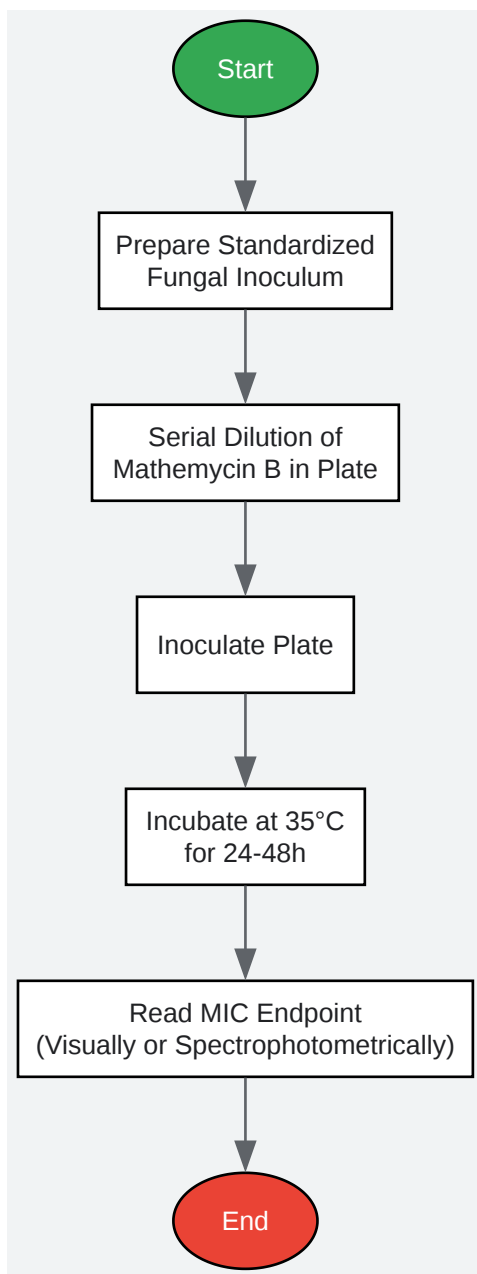 Start
Prepare Standardized
Fungal Inoculum
Serial Dilution of
Mathemycin B in Plate
Inoculate Plate
Incubate at 35°C
for 24-48h
Read MIC Endpoint
(Visually or Spectrophotometrically)
End